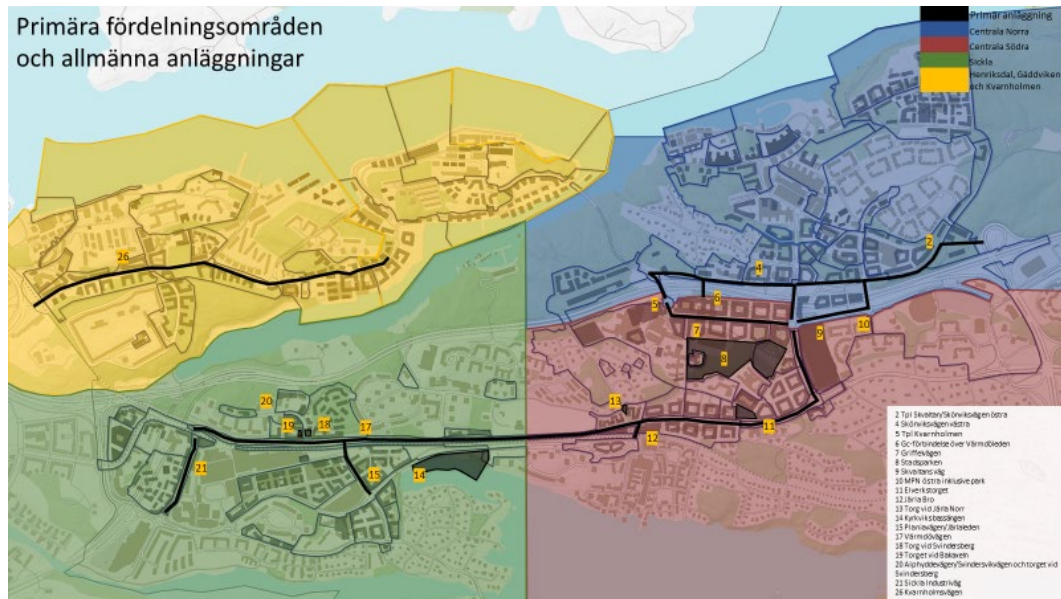 Primära fördelningsområden
och allmänna anläggningar
Primär anläggning
Centrala Norra
Centrala Södra
Sickla
Henriksdal, Gäddviken
och Kvarnholmen
2
26
4
5
6
7
8
9
10
13
11
12
20
19
18
17
21
15
14
2 Tpl Skvaltan/Skönviksvägen östra
4 Skönviksvägen västra
5 Tpl Kvarnholmen
6 Gc-förbindelse över Värmdöleden
7 Griffelvägen
8 Stadsparken
9 Skvaltans väg
10 MPN östra inklusive park
11 Elverkstorget
12 Järla Bro
13 Torg vid Järla Norr
14 Kyrkviksbassängen
15 Planiavägen/Järlaleden
17 Värmdövägen
18 Torg vid Svindersberg
19 Torget vid Bakaveln
20 Alphyddevägen/Svindersviksvägen och torget vid
Svindersberg
21 Sickla Industriväg
26 Kvarnholmsvägen